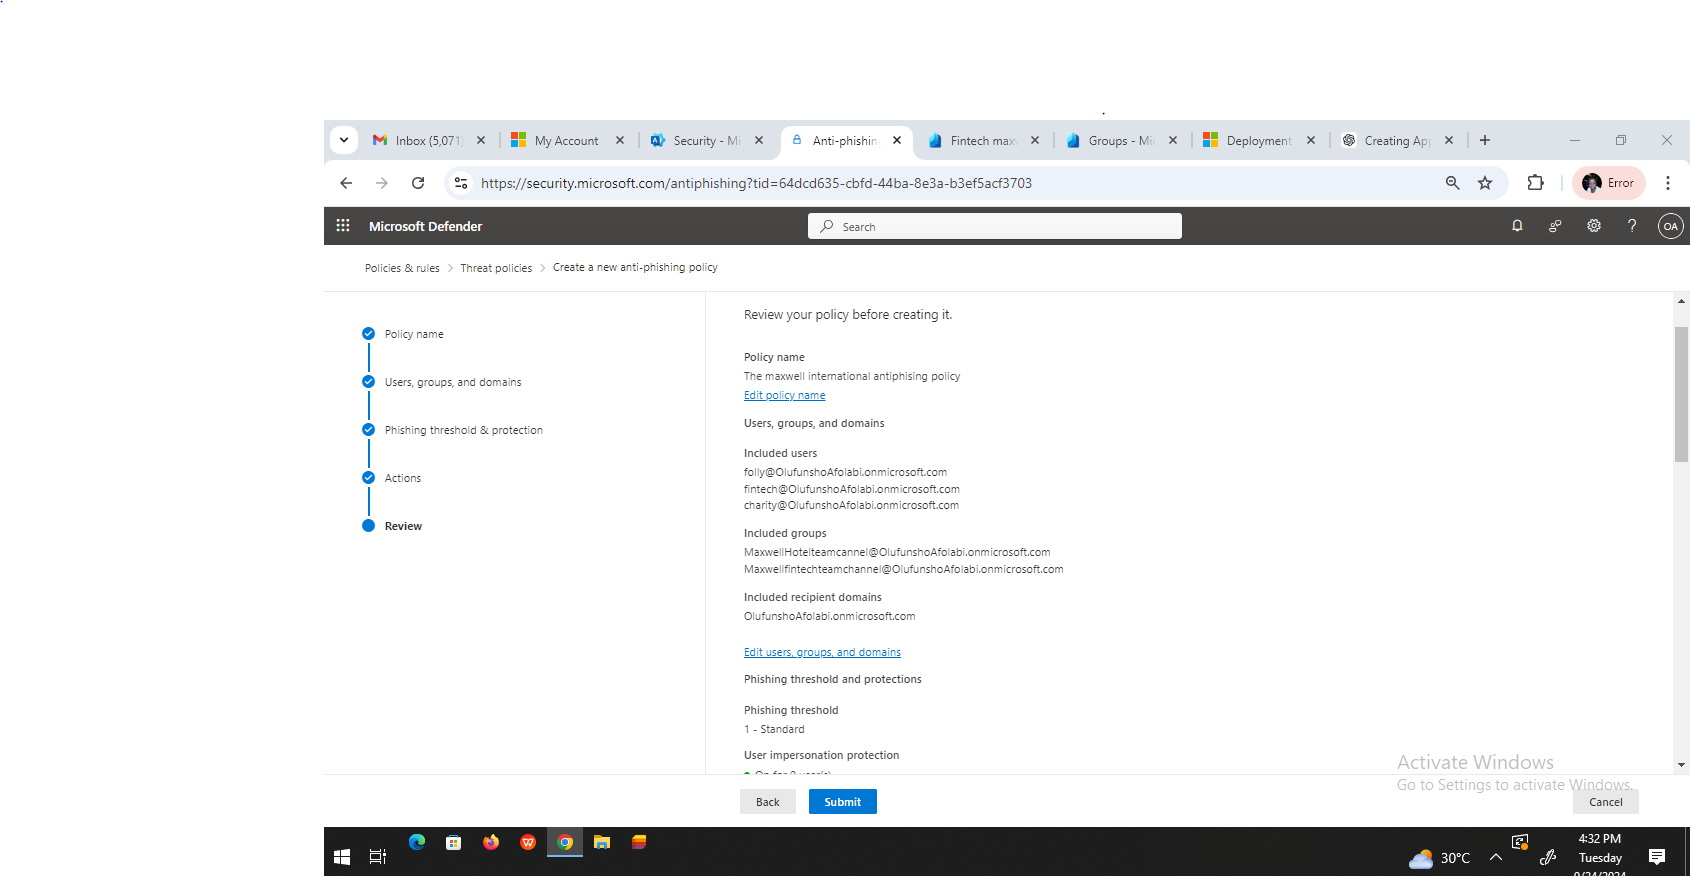 Inbox (5,071)
My Account
Security - Mi
Anti-phishin
Fintech max
Groups - Mic
Deployment
Creating App
https://security.microsoft.com/antiphishing?tid=64dcd635-cbfd-44ba-8e3a-b3ef5acf3703
Error
Microsoft Defender
Search
OA
Policies & rules > Threat policies > Create a new anti-phishing policy
Policy name
Users, groups, and domains
Phishing threshold & protection
Actions
Review
Review your policy before creating it.
Policy name
The maxwell international antiphising policy
Edit policy name
Users, groups, and domains
Included users
folly@OlufunshoAfolabi.onmicrosoft.com
fintech@OlufunshoAfolabi.onmicrosoft.com
charity@OlufunshoAfolabi.onmicrosoft.com
Included groups
MaxwellHotelteamcannel@OlufunshoAfolabi.onmicrosoft.com
Maxwellfintechteamchannel@OlufunshoAfolabi.onmicrosoft.com
Included recipient domains
OlufunshoAfolabi.onmicrosoft.com
Edit users, groups, and domains
Phishing threshold and protections
Phishing threshold
1 - Standard
User impersonation protection
Activate Windows
Go to Settings to activate Windows.
Back
Submit
Cancel
30°C
4:32 PM
Tuesday
9/24/2024